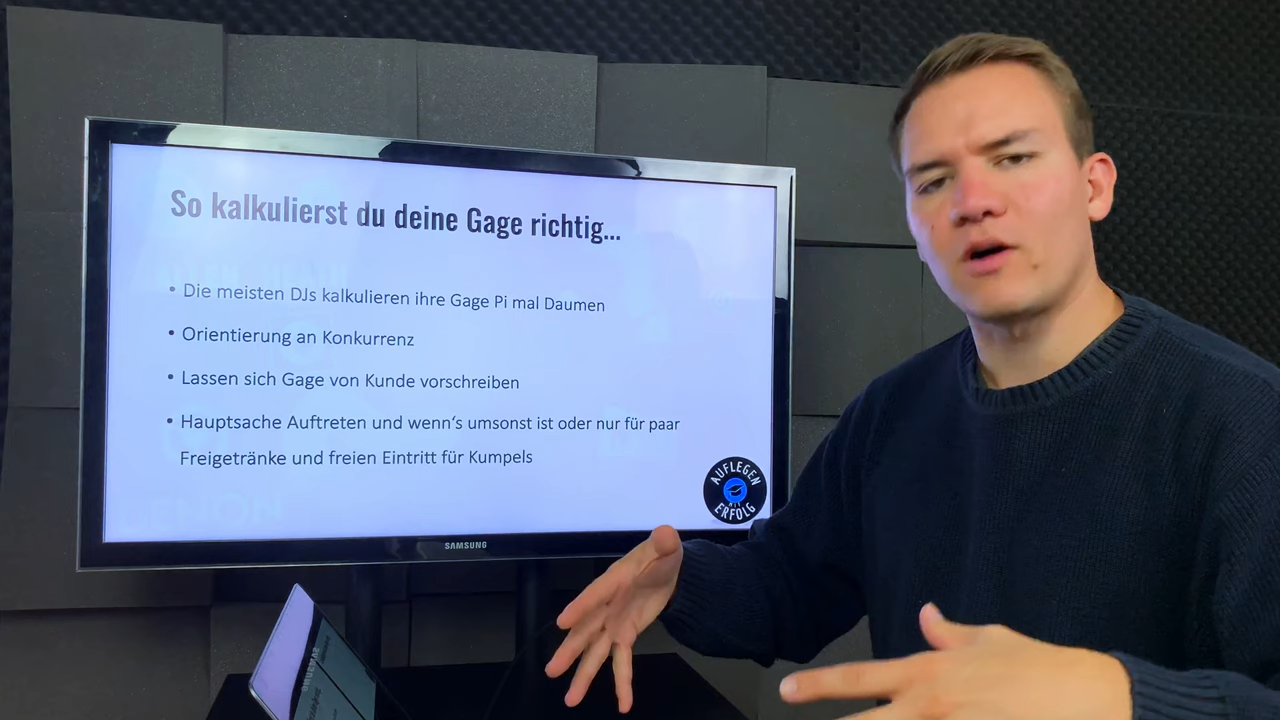 So kalkulierst du deine Gage richtig...
• Die meisten DJs kalkulieren ihre Gage Pi mal Daumen
• Orientierung an Konkurrenz
• Lassen sich Gage von Kunde vorschreiben
• Hauptsache Auftreten und wenn‘s umsonst ist oder nur für paar
Freigetränke und freien Eintritt für Kumpels
AUFLEGEN
MIT
ERFOLG
SAMSUNG